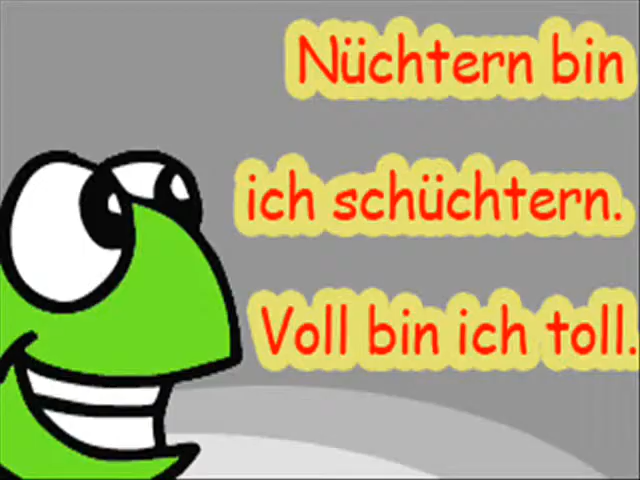 Nüchtern bin
ich schüchtern.
Voll bin ich toll.